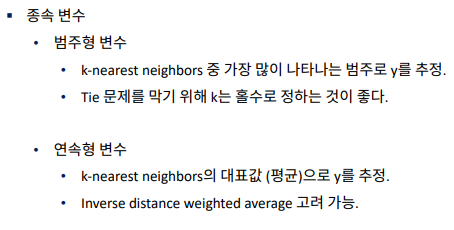 ▪ 종속 변수
• 범주형 변수
• k-nearest neighbors 중 가장 많이 나타나는 범주로 y를 추정.
• Tie 문제를 막기 위해 k는 홀수로 정하는 것이 좋다.
• 연속형 변수
• k-nearest neighbors의 대표값 (평균)으로 y를 추정.
• Inverse distance weighted average 고려 가능.